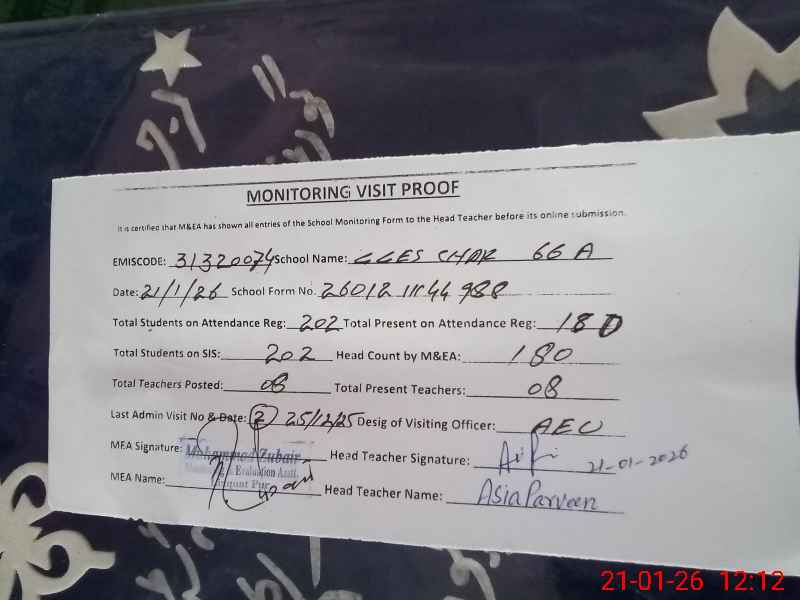 MONITORING VISIT PROOF
It is certified that M&EA has shown all entries of the School Monitoring Form to the Head Teacher before its online submission.
EMISCODE: 31320074 School Name: GGES CHAK 66 A
Date: 21/1/26 School Form No. 26012 1144 988
Total Students on Attendance Reg: 202 Total Present on Attendance Reg: 180
Total Students on SIS: 202 Head Count by M&EA: 180
Total Teachers Posted: 08 Total Present Teachers: 08
Last Admin Visit No & Date: 2 25/12/25 Desig of Visiting Officer: AEO
MEA Signature: Mohammad Zubair Head Teacher Signature: 21-01-2026
Evaluation Asstt.
MEA Name: Head Teacher Name: Asia Parveen
21-01-26 12:12